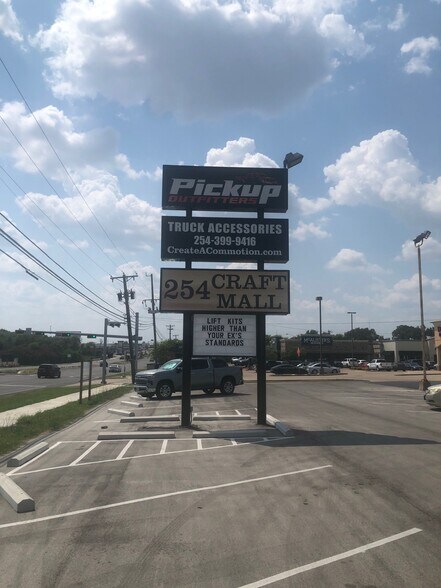 Pickup
OUTFITTERS
TRUCK ACCESSORIES
254-399-9416
CreateACommotion.com
254 CRAFT
MALL
LIFT KITS
HIGHER THAN
YOUR EX'S
STANDARDS